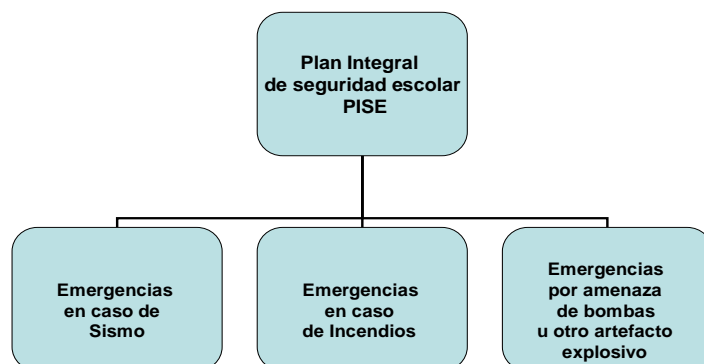 Plan Integral
de seguridad escolar
PISE
Emergencias
en caso de
Sismo
Emergencias
en caso
de Incendios
Emergencias
por amenaza
de bombas
u otro artefacto
explosivo